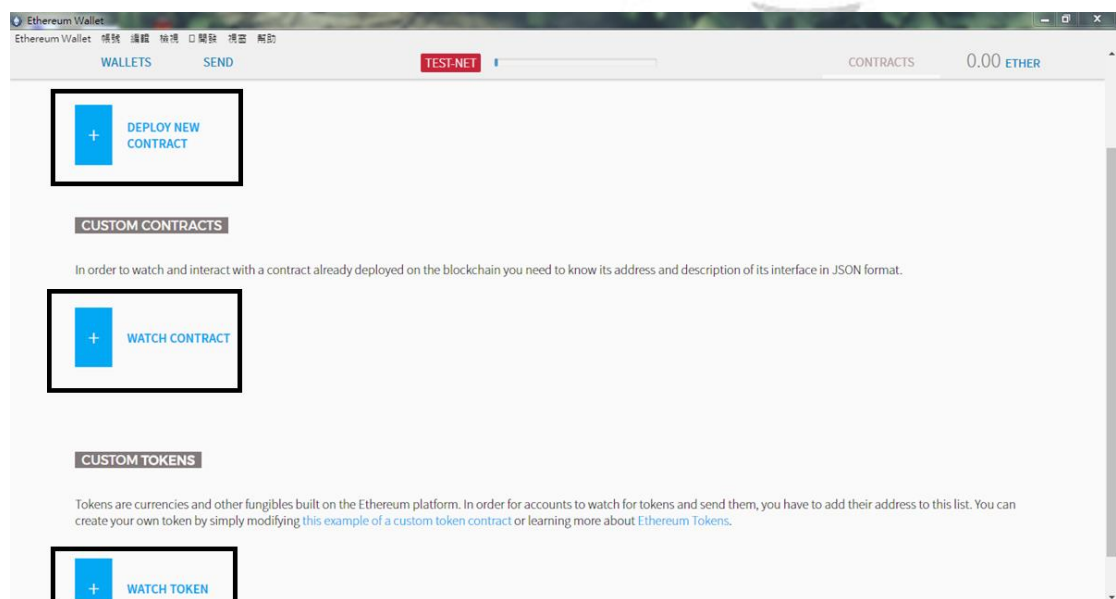 Ethereum Wallet
Ethereum Wallet 帳號 編輯 檢視 開發 視窗 幫助
WALLETS SEND TEST-NET CONTRACTS 0.00 ETHER
+ DEPLOY NEW
CONTRACT
CUSTOM CONTRACTS
In order to watch and interact with a contract already deployed on the blockchain you need to know its address and description of its interface in JSON format.
+ WATCH CONTRACT
CUSTOM TOKENS
Tokens are currencies and other fungibles built on the Ethereum platform. In order for accounts to watch for tokens and send them, you have to add their address to this list. You can
create your own token by simply modifying this example of a custom token contract or learning more about Ethereum Tokens.
+ WATCH TOKEN